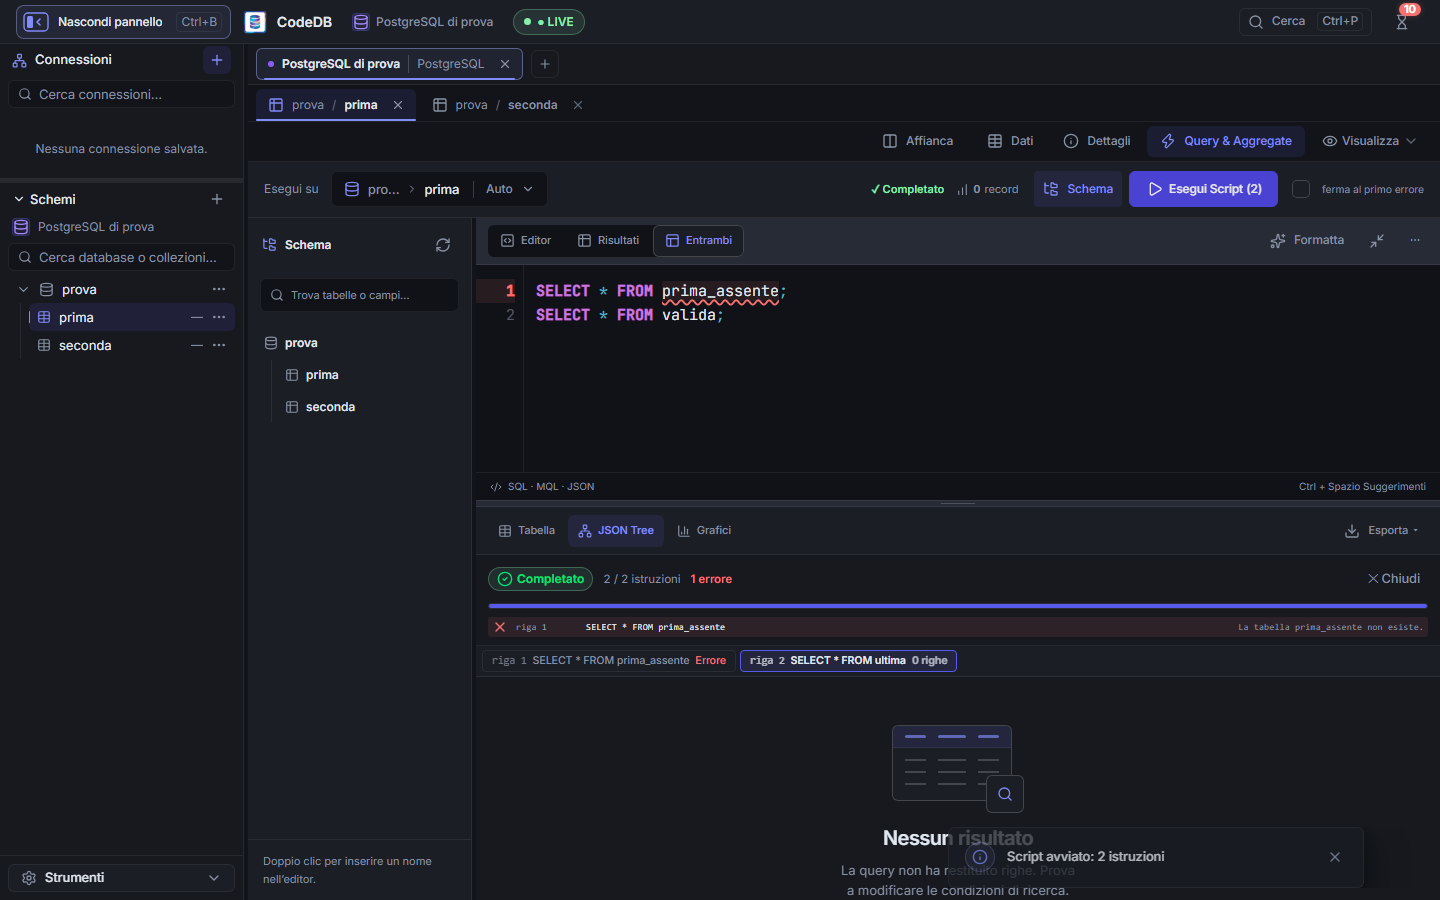 Nascondi pannello Ctrl+B CodeDB PostgreSQL di prova ● LIVE Cerca Ctrl+P 10
Connessioni
Cerca connessioni...
Nessuna connessione salvata.
Schemi
PostgreSQL di prova
Cerca database o collezioni...
prova
prima
seconda
Strumenti
PostgreSQL di prova PostgreSQL
prova / prima prova / seconda
Affianca Dati Dettagli Query & Aggregate Visualizza
Esegui su pro... > prima Auto ✓ Completato 0 record Schema Esegui Script (2) ferma al primo errore
Schema
Trova tabelle o campi...
prova
prima
seconda
Doppio clic per inserire un nome
nell'editor.
Editor Risultati Entrambi Formatta ...
1 SELECT * FROM prima_assente;
2 SELECT * FROM valida;
SQL · MQL · JSON Ctrl + Spazio Suggerimenti
Tabella JSON Tree Grafici Esporta
Completato 2 / 2 istruzioni 1 errore Chiudi
riga 1 SELECT * FROM prima_assente La tabella prima_assente non esiste.
riga 1 SELECT * FROM prima_assente Errore riga 2 SELECT * FROM ultima 0 righe
Nessun risultato
La query non ha restituito righe. Prova
a modificare le condizioni di ricerca.
Script avviato: 2 istruzioni